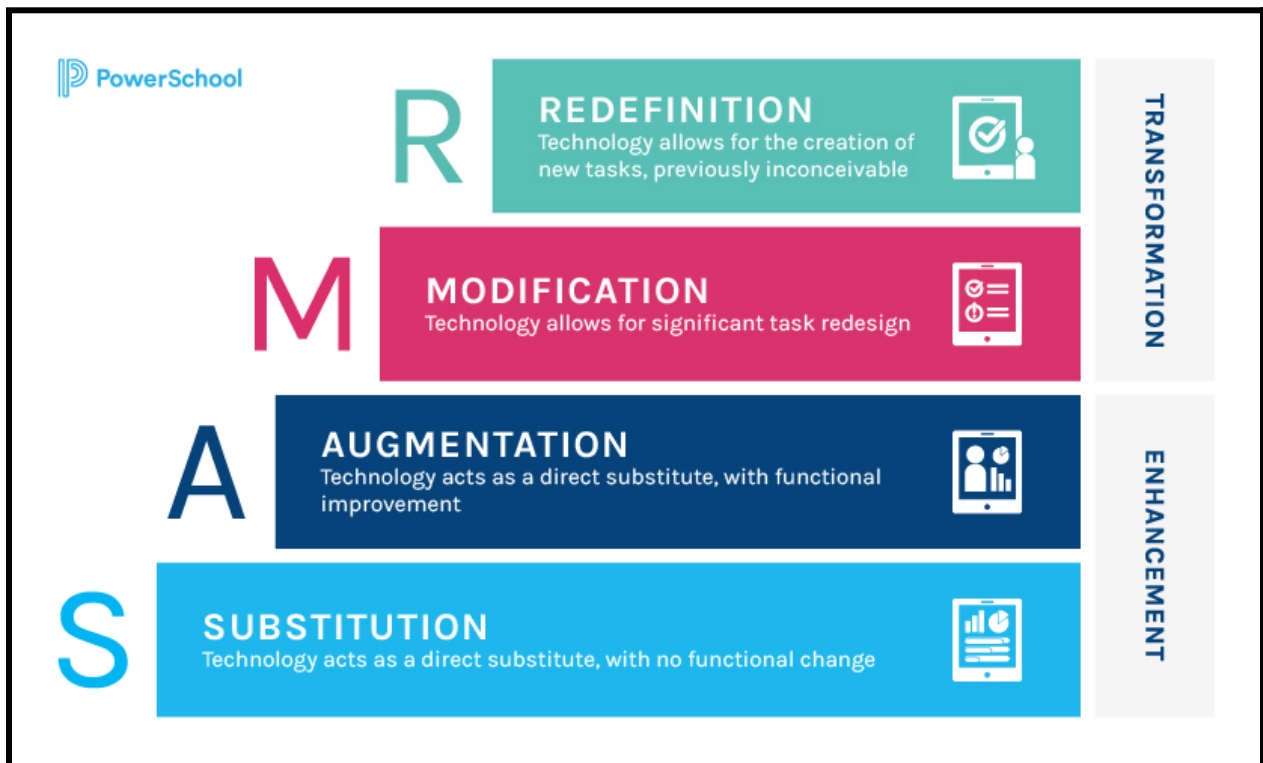 PowerSchool
R
REDEFINITION
Technology allows for the creation of
new tasks, previously inconceivable
M
MODIFICATION
Technology allows for significant task redesign
TRANSFORMATION
A
AUGMENTATION
Technology acts as a direct substitute, with functional
improvement
S
SUBSTITUTION
Technology acts as a direct substitute, with no functional change
ENHANCEMENT